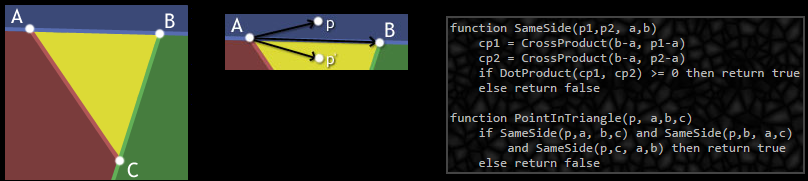 A
B
C
A
p
B
p'
function SameSide(p1,p2, a,b)
    cp1 = CrossProduct(b-a, p1-a)
    cp2 = CrossProduct(b-a, p2-a)
    if DotProduct(cp1, cp2) >= 0 then return true
    else return false

function PointInTriangle(p, a,b,c)
    if SameSide(p,a, b,c) and SameSide(p,b, a,c)
        and SameSide(p,c, a,b) then return true
    else return false